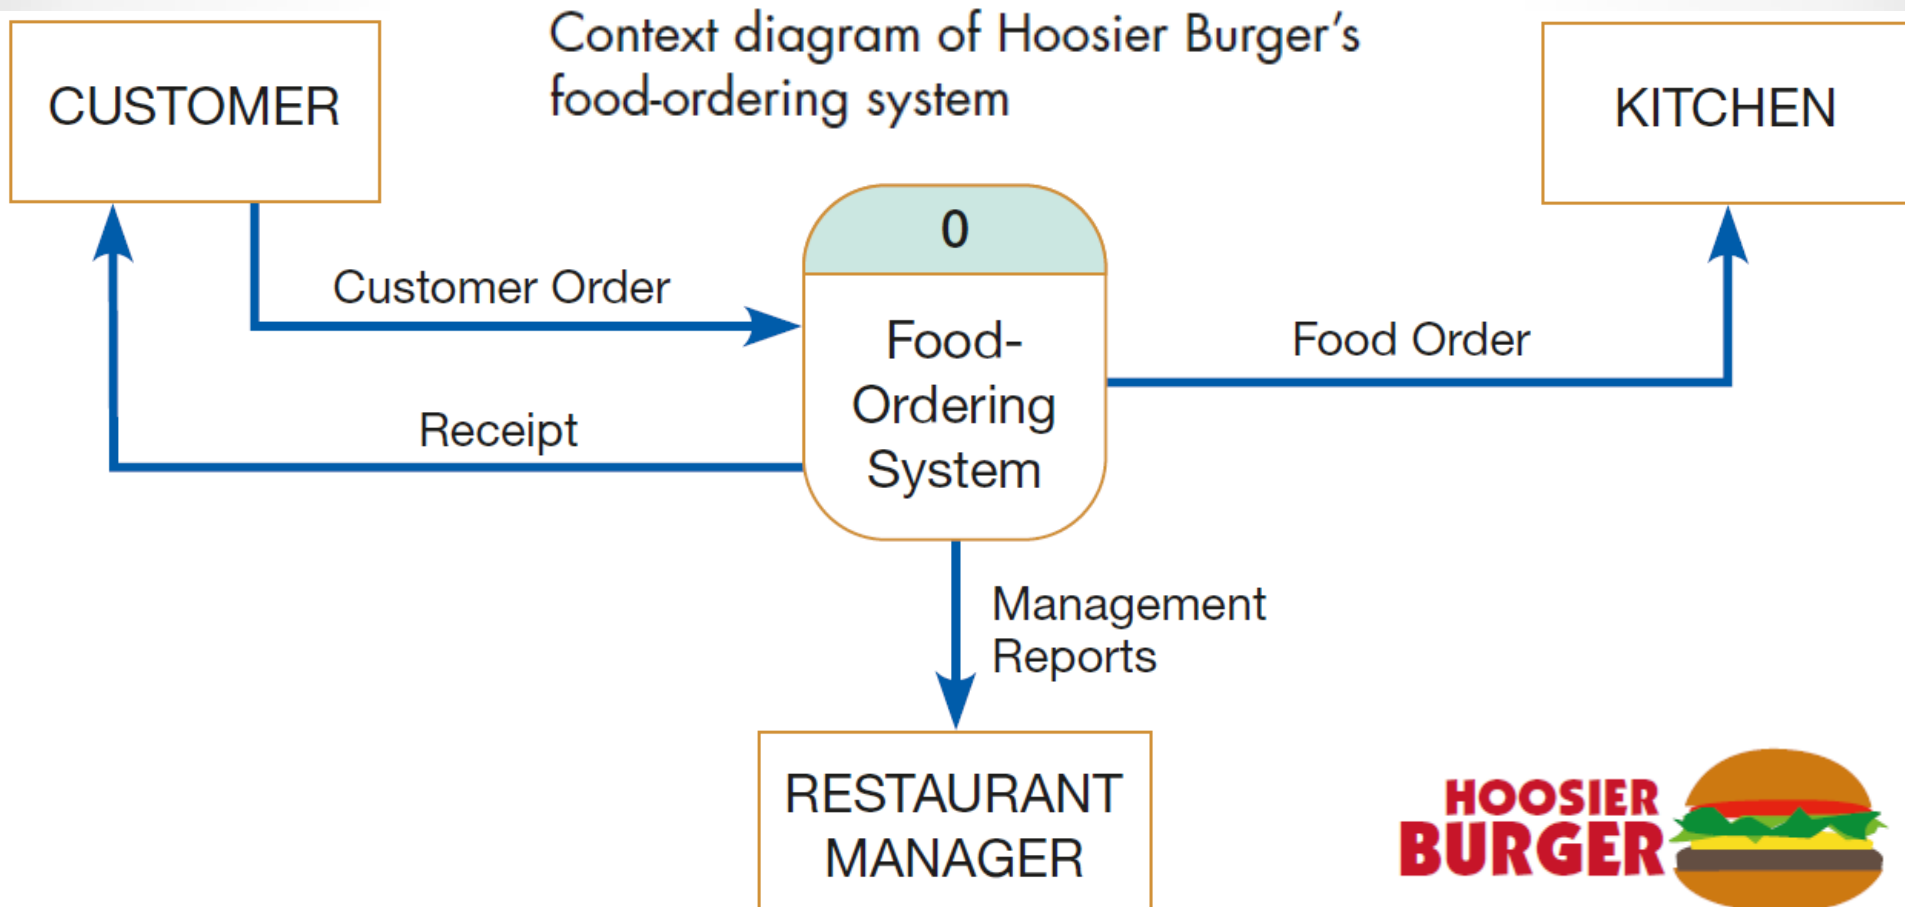 Context diagram of Hoosier Burger's
food-ordering system
CUSTOMER
KITCHEN
0
Food-
Ordering
System
Customer Order
Food Order
Receipt
Management
Reports
RESTAURANT
MANAGER
HOOSIER
BURGER